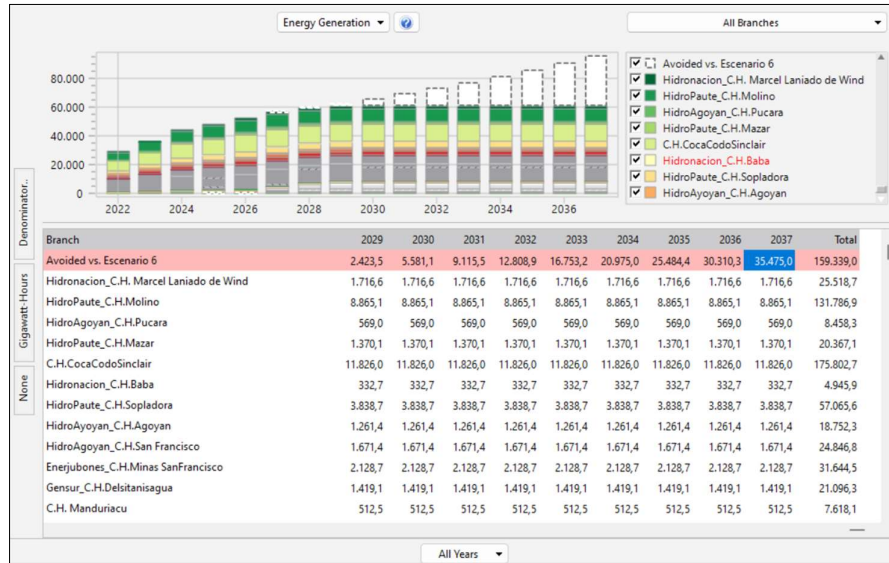 Energy Generation
All Branches
80.000
60.000
40.000
20.000
0
2022 2024 2026 2028 2030 2032 2034 2036
Avoided vs. Escenario 6
Hidronacion_C.H. Marcel Laniado de Wind
HidroPaute_C.H.Molino
HidroAgoyan_C.H.Pucara
HidroPaute_C.H.Mazar
C.H.CocaCodoSinclair
Hidronacion_C.H.Baba
HidroPaute_C.H.Sopladora
HidroAyoyan_C.H.Agoyan
Denominator..
Gigawatt-Hours
None
Branch 2029 2030 2031 2032 2033 2034 2035 2036 2037 Total
Avoided vs. Escenario 6 2.423,5 5.581,1 9.115,5 12.808,9 16.753,2 20.975,0 25.484,4 30.310,3 35.475,0 159.339,0
Hidronacion_C.H. Marcel Laniado de Wind 1.716,6 1.716,6 1.716,6 1.716,6 1.716,6 1.716,6 1.716,6 1.716,6 1.716,6 25.518,7
HidroPaute_C.H.Molino 8.865,1 8.865,1 8.865,1 8.865,1 8.865,1 8.865,1 8.865,1 8.865,1 8.865,1 131.786,9
HidroAgoyan_C.H.Pucara 569,0 569,0 569,0 569,0 569,0 569,0 569,0 569,0 569,0 8.458,3
HidroPaute_C.H.Mazar 1.370,1 1.370,1 1.370,1 1.370,1 1.370,1 1.370,1 1.370,1 1.370,1 1.370,1 20.367,1
C.H.CocaCodoSinclair 11.826,0 11.826,0 11.826,0 11.826,0 11.826,0 11.826,0 11.826,0 11.826,0 11.826,0 175.802,7
Hidronacion_C.H.Baba 332,7 332,7 332,7 332,7 332,7 332,7 332,7 332,7 332,7 4.945,9
HidroPaute_C.H.Sopladora 3.838,7 3.838,7 3.838,7 3.838,7 3.838,7 3.838,7 3.838,7 3.838,7 3.838,7 57.065,6
HidroAyoyan_C.H.Agoyan 1.261,4 1.261,4 1.261,4 1.261,4 1.261,4 1.261,4 1.261,4 1.261,4 1.261,4 18.752,3
HidroAgoyan_C.H.San Francisco 1.671,4 1.671,4 1.671,4 1.671,4 1.671,4 1.671,4 1.671,4 1.671,4 1.671,4 24.846,8
Enerjubones_C.H.Minas SanFrancisco 2.128,7 2.128,7 2.128,7 2.128,7 2.128,7 2.128,7 2.128,7 2.128,7 2.128,7 31.644,5
Gensur_C.H.Delsitanisagua 1.419,1 1.419,1 1.419,1 1.419,1 1.419,1 1.419,1 1.419,1 1.419,1 1.419,1 21.096,3
C.H. Manduriacu 512,5 512,5 512,5 512,5 512,5 512,5 512,5 512,5 512,5 7.618,1
All Years